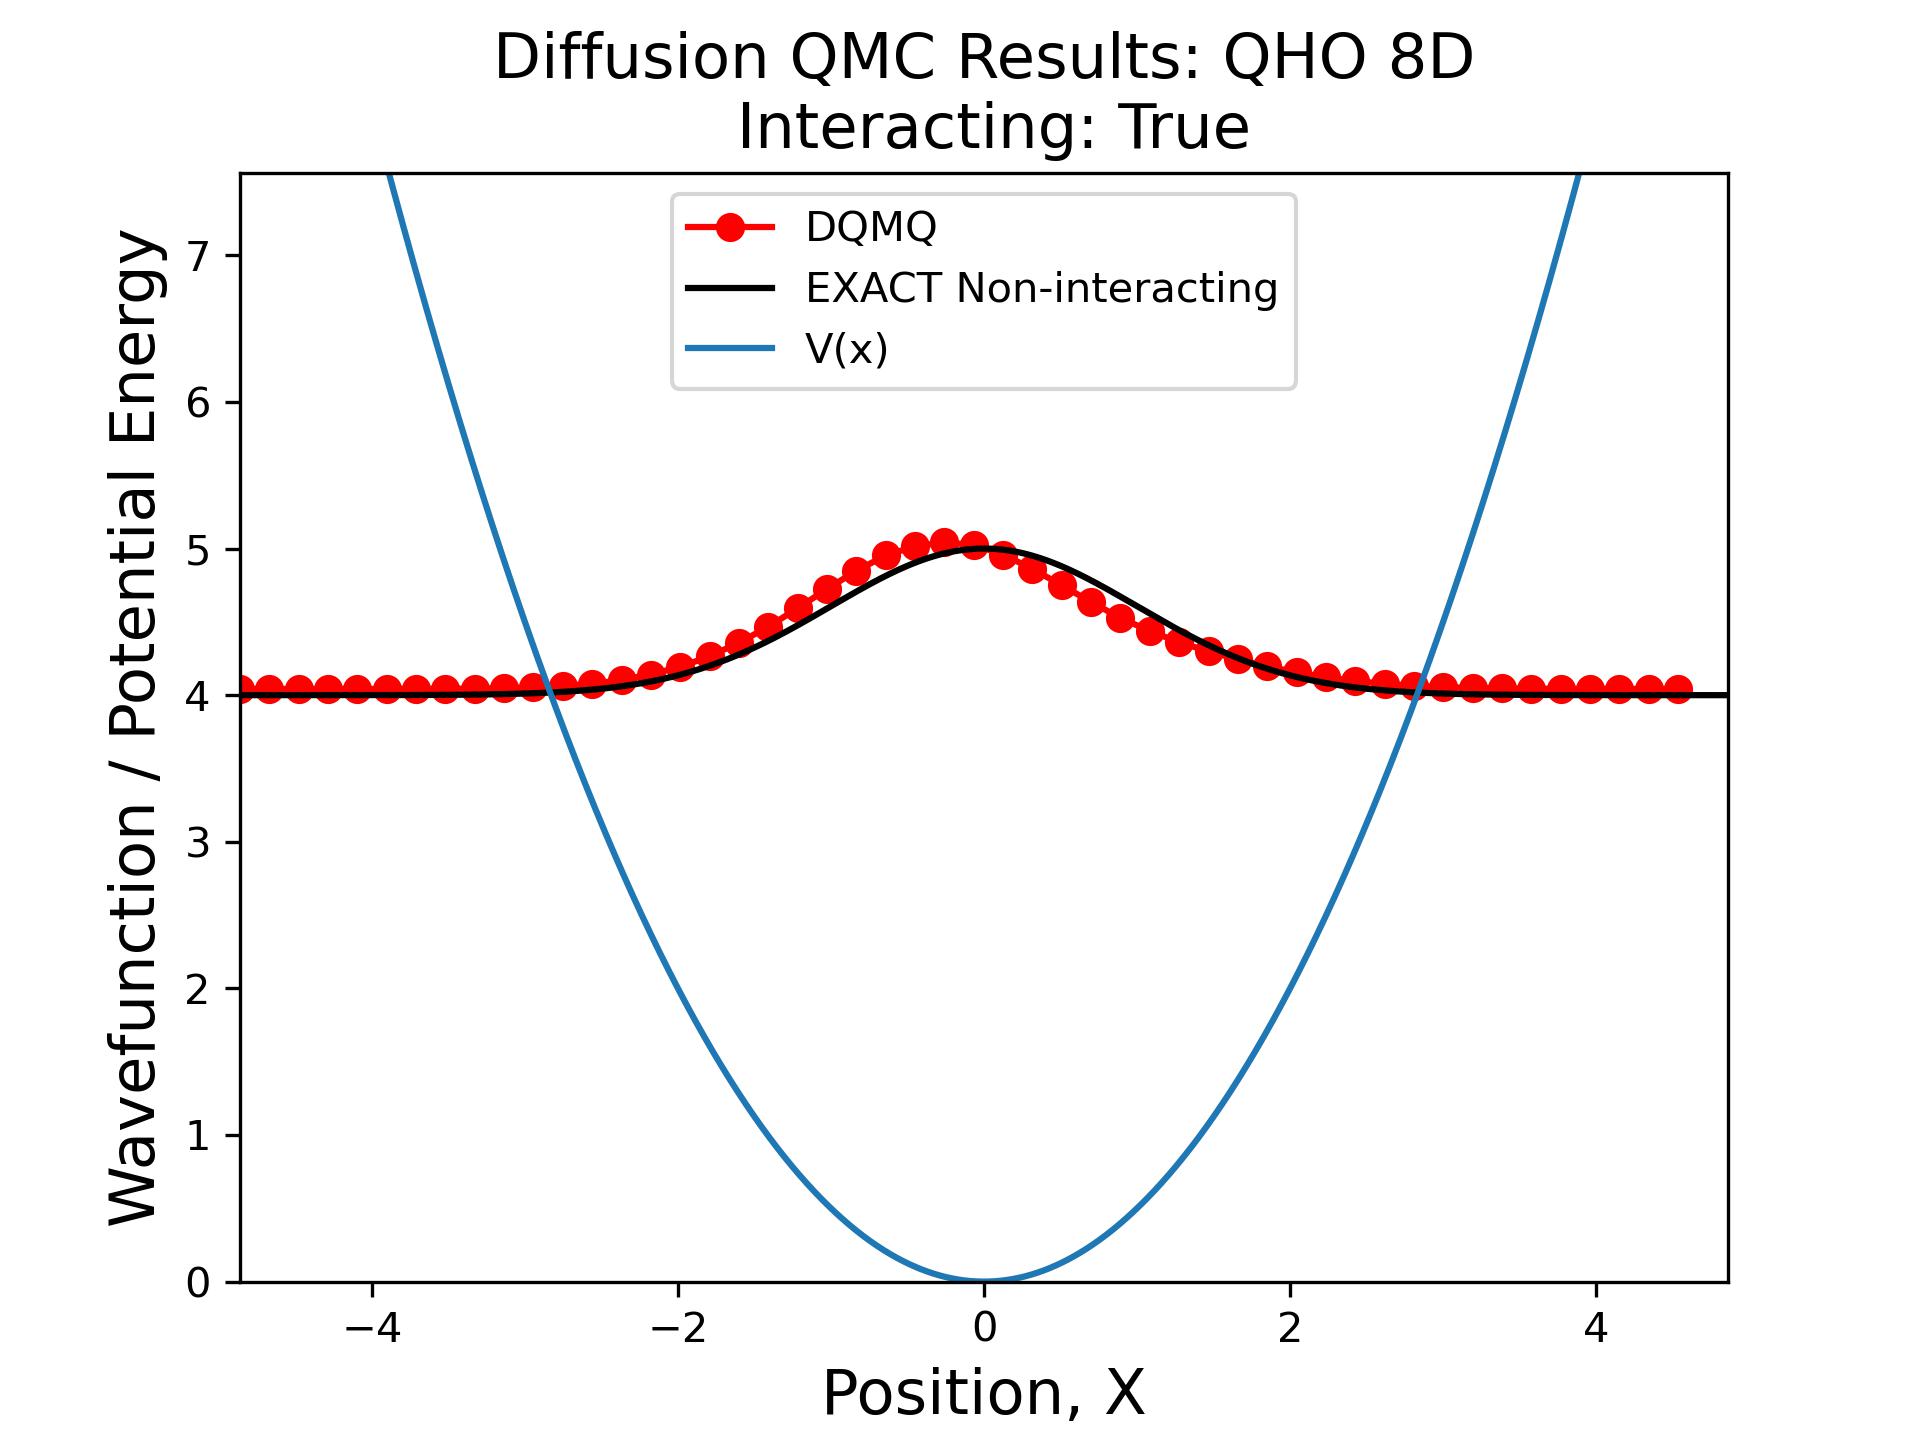 Diffusion QMC Results: QHO 8D
Interacting: True
DQMQ
EXACT Non-interacting
V(x)
Wavefunction / Potential Energy
7
6
5
4
3
2
1
0
−4
−2
0
2
4
Position, X